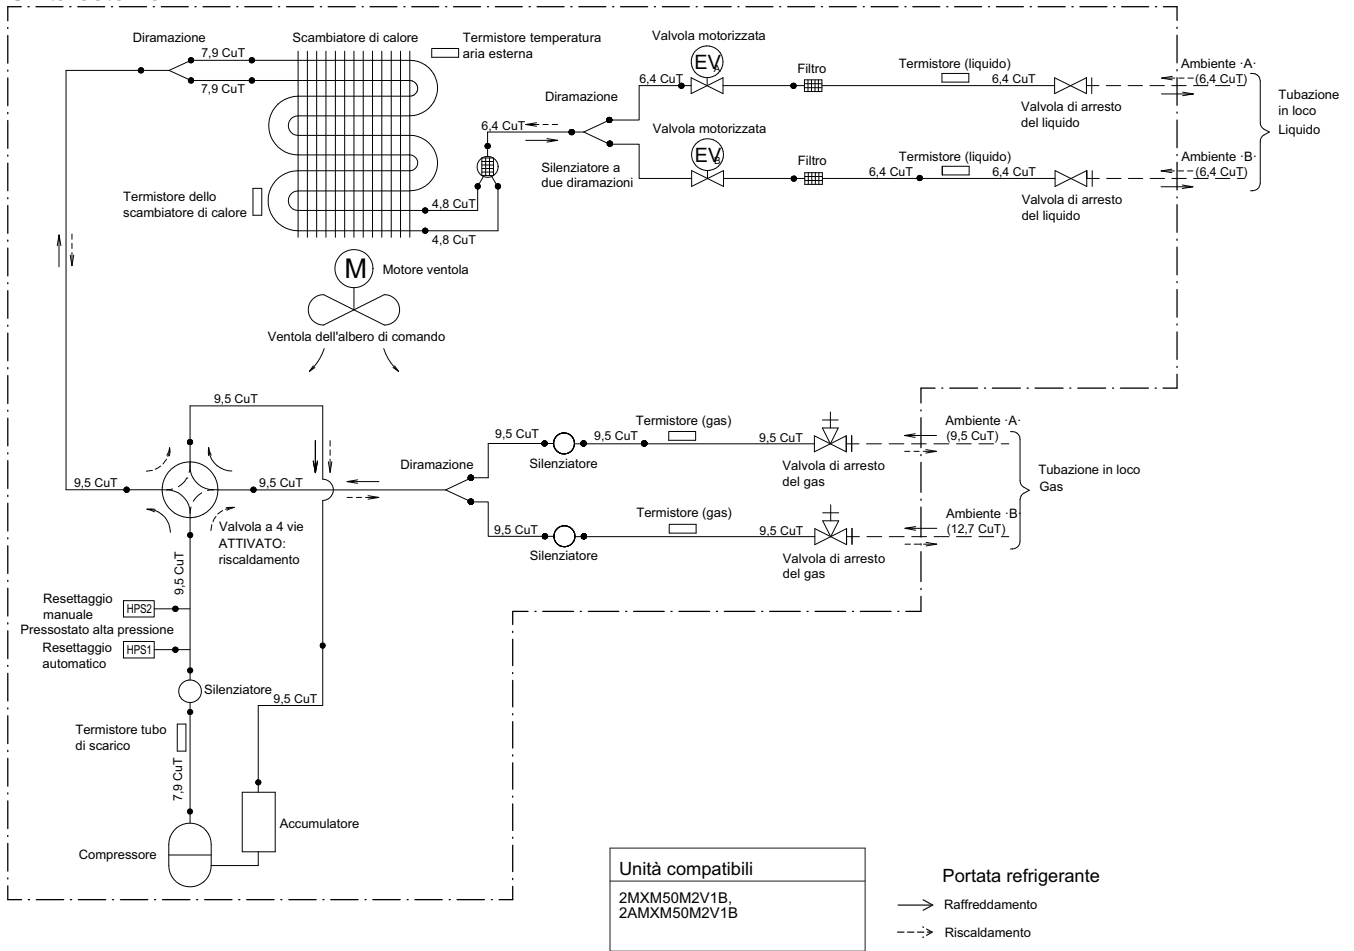 Diramazione
7,9 CuT
7,9 CuT
Scambiatore di calore
Termistore temperatura
aria esterna
Valvola motorizzata
EVA
6,4 CuT
Filtro
Termistore (liquido)
6,4 CuT
Valvola di arresto
del liquido
Ambiente ·A·
(6,4 CuT)
Tubazione
in loco
Liquido
Diramazione
6,4 CuT
Silenziatore a
due diramazioni
Valvola motorizzata
EVB
Filtro
6,4 CuT
Termistore (liquido)
6,4 CuT
Valvola di arresto
del liquido
Ambiente ·B·
(6,4 CuT)
Termistore dello
scambiatore di calore
4,8 CuT
4,8 CuT
M
Motore ventola
Ventola dell'albero di comando
9,5 CuT
9,5 CuT
9,5 CuT
Valvola a 4 vie
ATTIVATO:
riscaldamento
Diramazione
9,5 CuT
Silenziatore
9,5 CuT
Termistore (gas)
9,5 CuT
Valvola di arresto
del gas
Ambiente ·A·
(9,5 CuT)
Tubazione in loco
Gas
9,5 CuT
Silenziatore
Termistore (gas)
9,5 CuT
Valvola di arresto
del gas
Ambiente ·B·
(12,7 CuT)
9,5 CuT
Resettaggio
manuale
HPS2
Pressostato alta pressione
Resettaggio
automatico
HPS1
Silenziatore
9,5 CuT
Termistore tubo
di scarico
7,9 CuT
Accumulatore
Compressore
Unità compatibili
2MXM50M2V1B,
2AMXM50M2V1B
Portata refrigerante
Raffreddamento
Riscaldamento